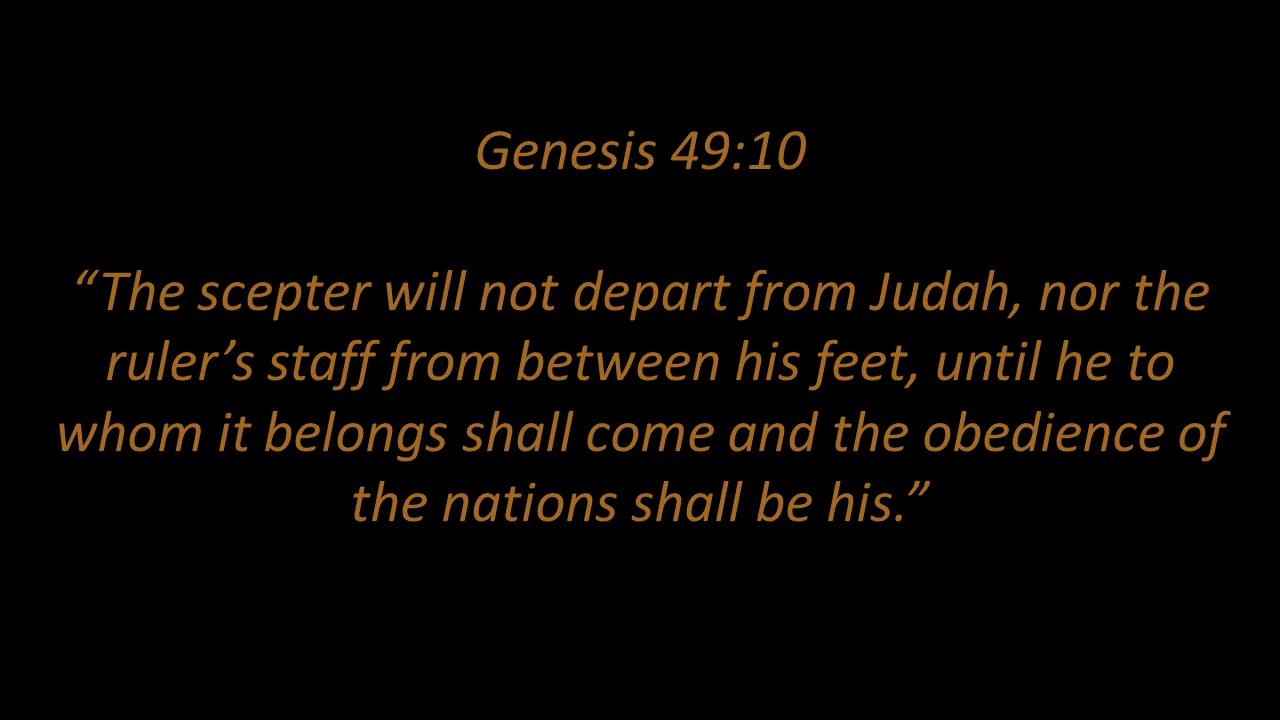 Genesis 49:10
“The scepter will not depart from Judah, nor the
ruler’s staff from between his feet, until he to
whom it belongs shall come and the obedience of
the nations shall be his.”